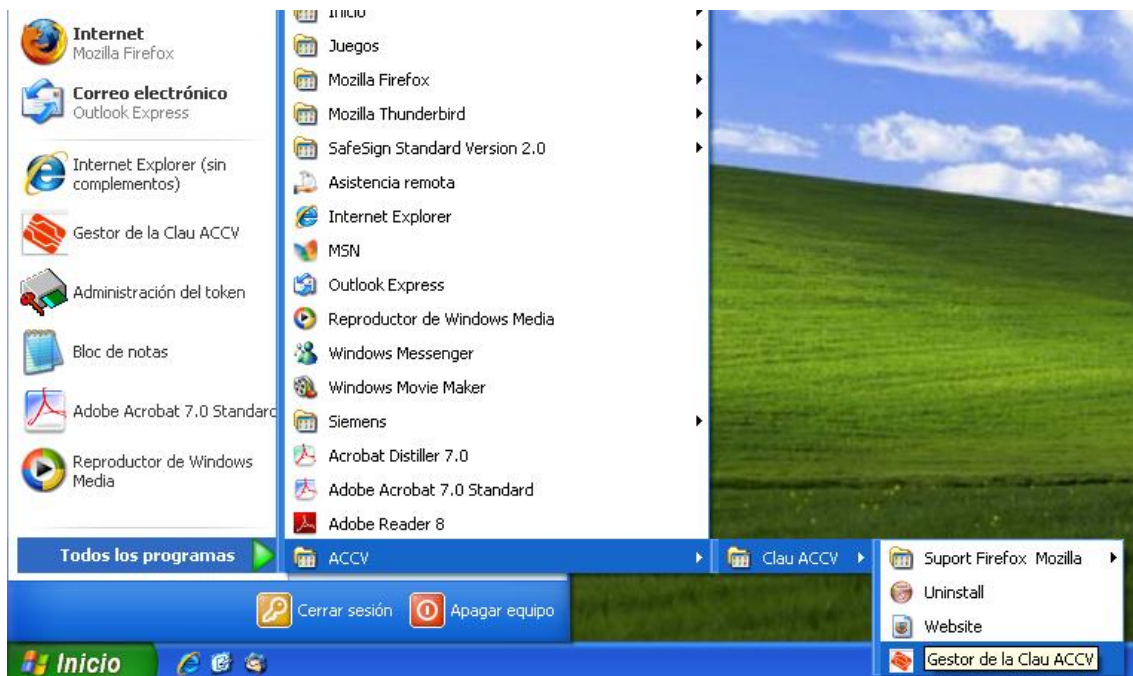 Internet
Mozilla Firefox
Correo electrónico
Outlook Express
Internet Explorer (sin
complementos)
Gestor de la Clau ACCV
Administración del token
Bloc de notas
Adobe Acrobat 7.0 Standard
Reproductor de Windows
Media
Todos los programas
Inicio
Juegos
Mozilla Firefox
Mozilla Thunderbird
SafeSign Standard Version 2.0
Asistencia remota
Internet Explorer
MSN
Outlook Express
Reproductor de Windows Media
Windows Messenger
Windows Movie Maker
Siemens
Acrobat Distiller 7.0
Adobe Acrobat 7.0 Standard
Adobe Reader 8
ACCV
Clau ACCV
Suport Firefox Mozilla
Uninstall
Website
Gestor de la Clau ACCV
Cerrar sesión
Apagar equipo
Inicio